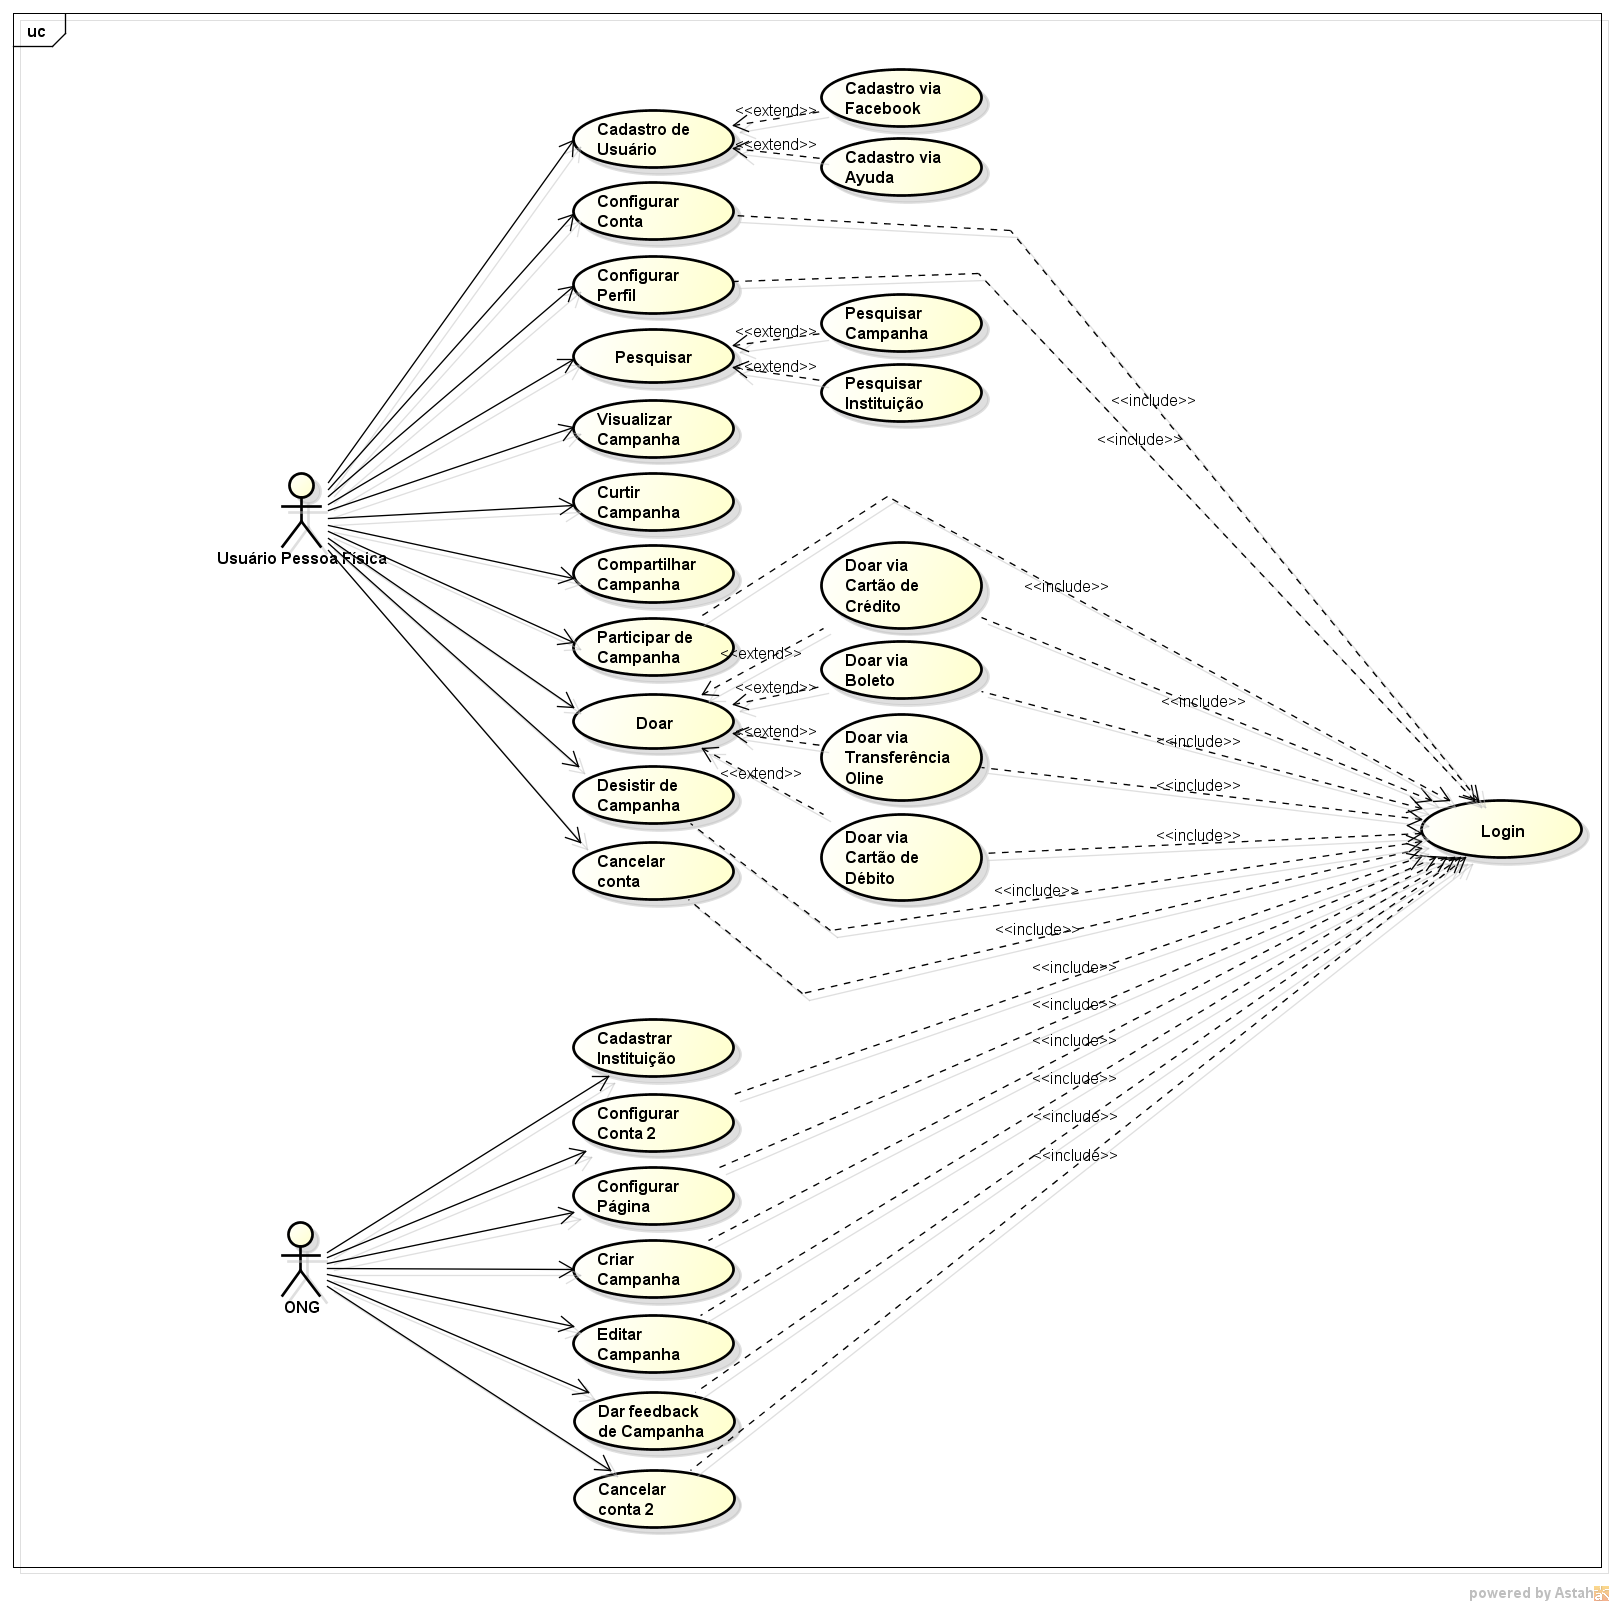 uc
Cadastro via
Facebook
<<extend>>
Cadastro de
Usuário
<<extend>>
Cadastro via
Ayuda
Configurar
Conta
Configurar
Perfil
Pesquisar
Campanha
<<extend>>
Pesquisar
<<extend>>
Pesquisar
Instituição
<<include>>
<<include>>
Visualizar
Campanha
Curtir
Campanha
Usuário Pessoa Física
Compartilhar
Campanha
Doar via
Cartão de
Crédito
<<include>>
Participar de
Campanha
<<extend>>
Doar via
Boleto
<<extend>>
<<include>>
Doar
<<extend>>
Doar via
Transferência
Oline
<<include>>
<<extend>>
<<include>>
Desistir de
Campanha
Doar via
Cartão de
Débito
<<include>>
Login
Cancelar
conta
<<include>>
<<include>>
<<include>>
<<include>>
<<include>>
<<include>>
<<include>>
<<include>>
Cadastrar
Instituição
Configurar
Conta 2
Configurar
Página
Criar
Campanha
ONG
Editar
Campanha
Dar feedback
de Campanha
Cancelar
conta 2
powered by Astah